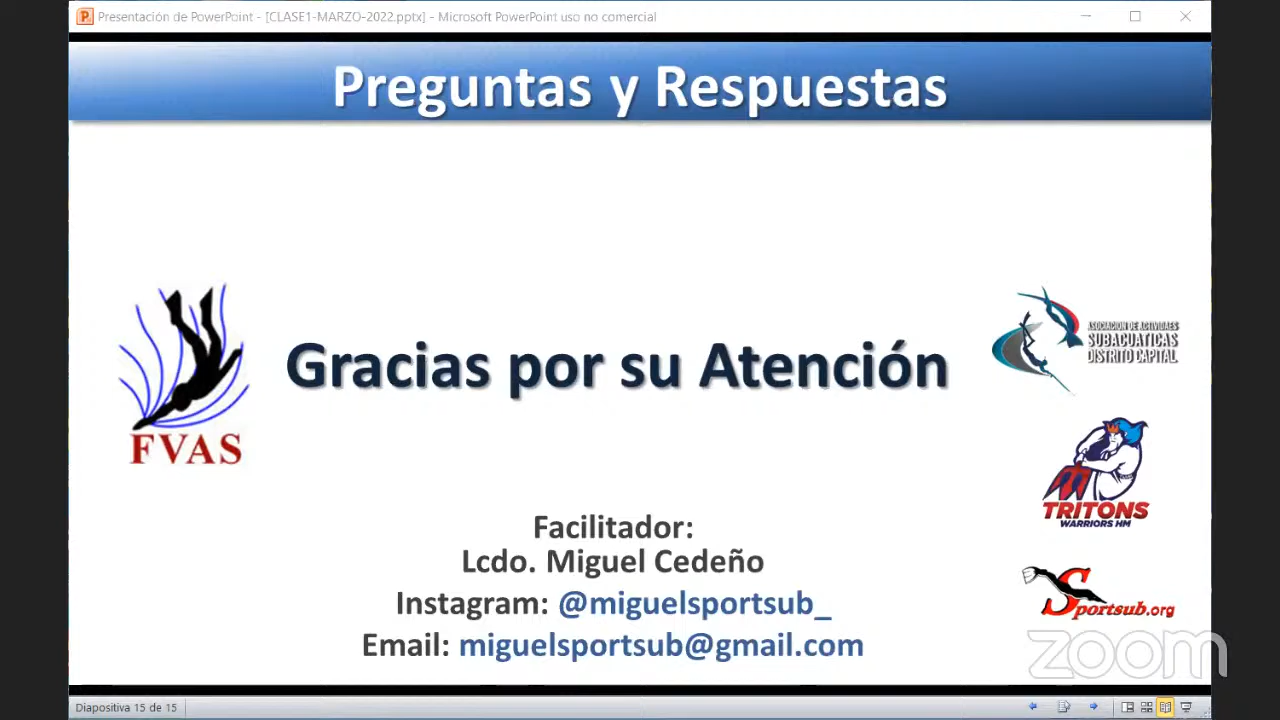 Presentación de PowerPoint - [CLASE1-MARZO-2022.pptx] - Microsoft PowerPoint uso no comercial
Preguntas y Respuestas
FVAS
Gracias por su Atención
ASOCIACION DE ACTIVIDAES
SUBACUATICAS
DISTRITO CAPITAL
TRITONS
WARRIORS HM
Sportsub.org
Facilitador:
Lcdo. Miguel Cedeño
Instagram: @miguelsportsub_
Email: miguelsportsub@gmail.com
zoom
Diapositiva 15 de 15